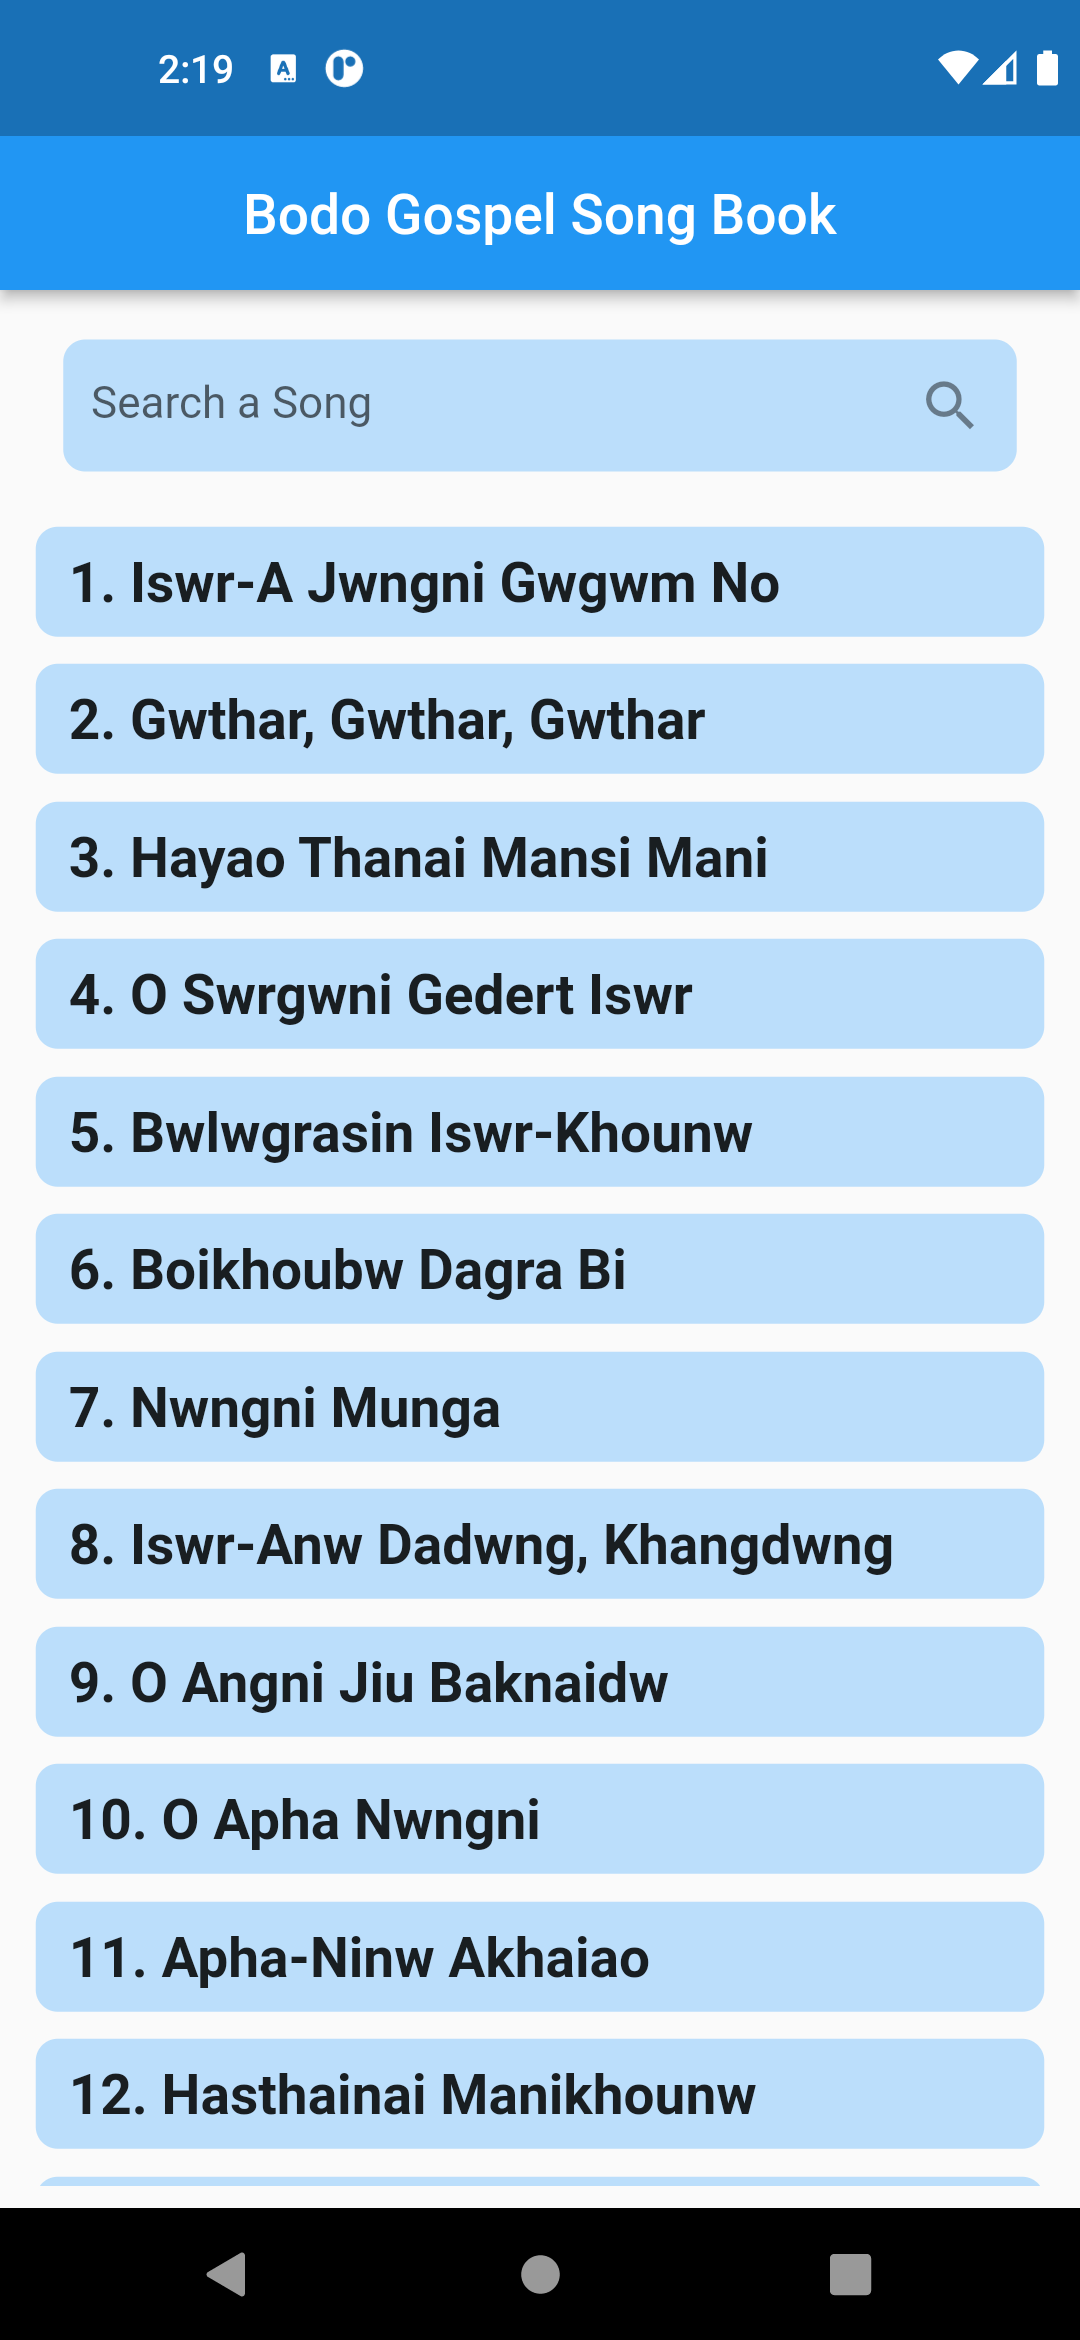 2:19
Bodo Gospel Song Book
Search a Song
1. Iswr-A Jwngni Gwgwm No
2. Gwthar, Gwthar, Gwthar
3. Hayao Thanai Mansi Mani
4. O Swrgwni Gedert Iswr
5. Bwlwgrasin Iswr-Khounw
6. Boikhoubw Dagra Bi
7. Nwngni Munga
8. Iswr-Anw Dadwng, Khangdwng
9. O Angni Jiu Baknaidw
10. O Apha Nwngni
11. Apha-Ninw Akhaiao
12. Hasthainai Manikhounw